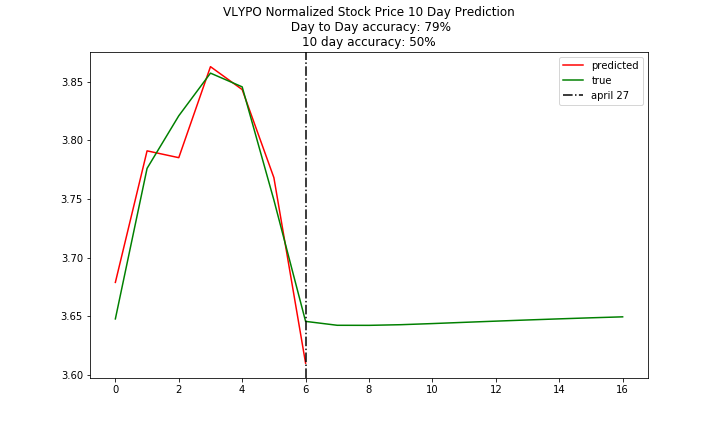 VLYPO Normalized Stock Price 10 Day Prediction
Day to Day accuracy: 79%
10 day accuracy: 50%
predicted
true
april 27
3.85
3.80
3.75
3.70
3.65
3.60
0 2 4 6 8 10 12 14 16